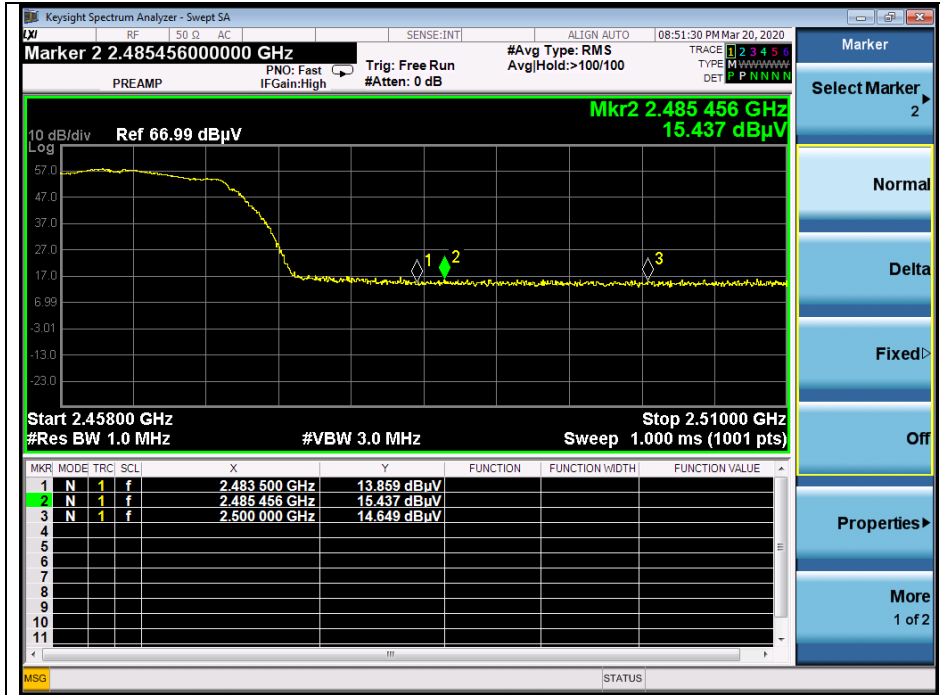 Keysight Spectrum Analyzer - Swept SA
LXI RF 50 Ω AC SENSE:INT ALIGN AUTO 08:51:30 PM Mar 20, 2020
Marker 2 2.485456000000 GHz
PREAMP
PNO: Fast
IFGain:High
Trig: Free Run
#Atten: 0 dB
#Avg Type: RMS
Avg|Hold:>100/100
TRACE 1 2 3 4 5 6
TYPE M WWWWW
DET P P N N N N
Mkr2 2.485 456 GHz
15.437 dBµV
10 dB/div Ref 66.99 dBµV
Log
57.0
47.0
37.0
27.0
17.0
6.99
-3.01
-13.0
-23.0
1
2
3
Start 2.45800 GHz Stop 2.51000 GHz
#Res BW 1.0 MHz #VBW 3.0 MHz Sweep 1.000 ms (1001 pts)
MKR MODE TRC SCL X Y FUNCTION FUNCTION WIDTH FUNCTION VALUE
1 N 1 f 2.483 500 GHz 13.859 dBµV
2 N 1 f 2.485 456 GHz 15.437 dBµV
3 N 1 f 2.500 000 GHz 14.649 dBµV
4
5
6
7
8
9
10
11
MSG STATUS
Marker
Select Marker
2
Normal
Delta
Fixed
Off
Properties
More
1 of 2